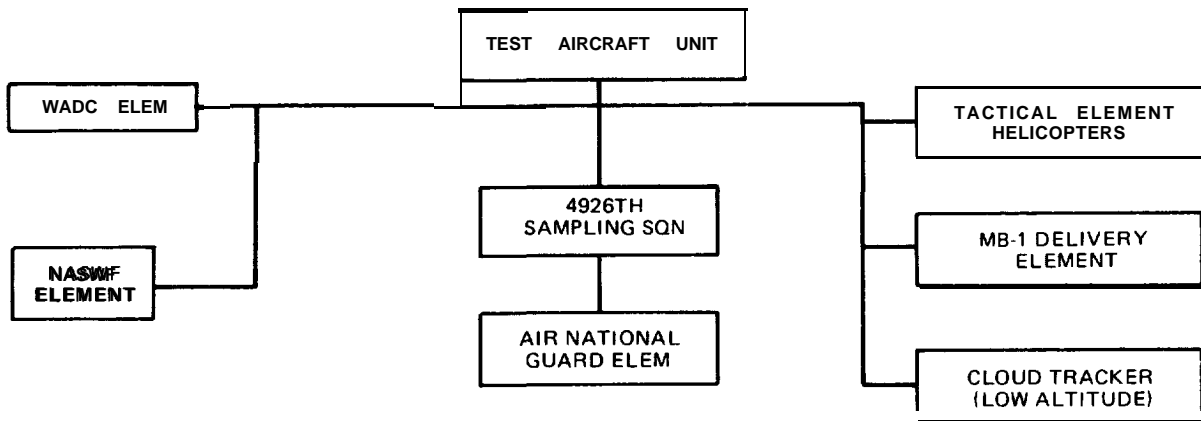 TEST AIRCRAFT UNIT
WADC ELEM
TACTICAL ELEMENT
HELICOPTERS
4926TH
SAMPLING SQN
MB-1 DELIVERY
ELEMENT
NASWF
ELEMENT
AIR NATIONAL
GUARD ELEM
CLOUD TRACKER
(LOW ALTITUDE)